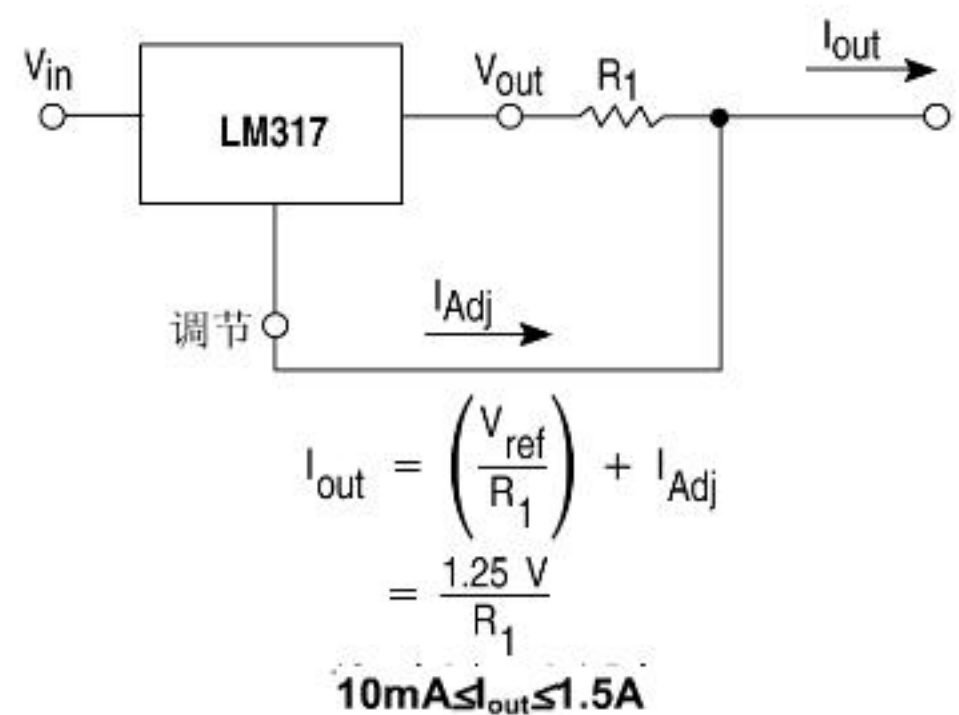 Vin
LM317
Vout
R1
Iout
调节
IAdj
Iout = (Vref / R1) + IAdj
= 1.25 V / R1
10mA≤Iout≤1.5A